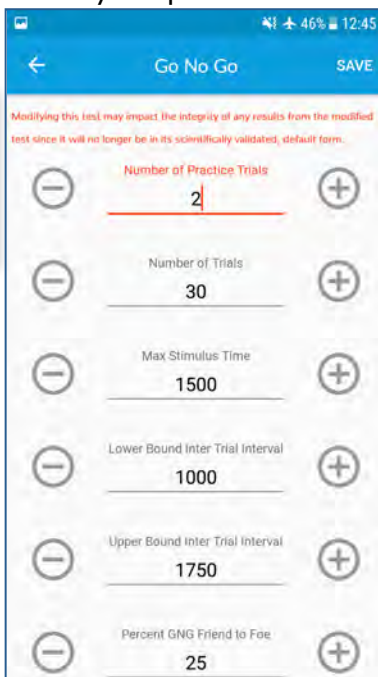 46% 12:45
Go No Go SAVE
Modifying this test may impact the integrity of any results from the modified
test since it will no longer be in its scientifically validated, default form.
Number of Practice Trials
2
Number of Trials
30
Max Stimulus Time
1500
Lower Bound Inter Trial Interval
1000
Upper Bound Inter Trial Interval
1750
Percent GNG Friend to Foe
25